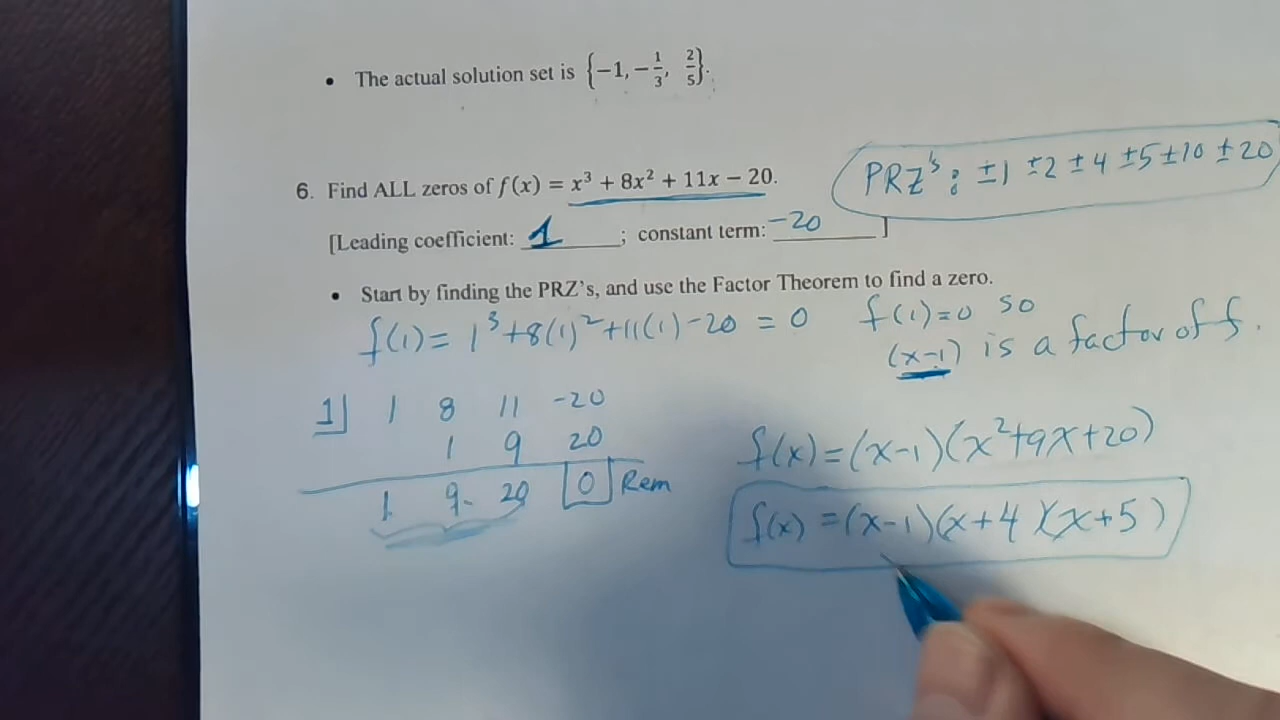 • The actual solution set is {−1, −1/3, 2/5}.
6. Find ALL zeros of f(x) = x³ + 8x² + 11x − 20.
PRZ's: ±1 ±2 ±4 ±5 ±10 ±20
[Leading coefficient: 1 ; constant term: -20 ]
• Start by finding the PRZ's, and use the Factor Theorem to find a zero.
f(1) = 1³+8(1)²+11(1)-20 = 0
f(1)=0 so
(x-1) is a factor of f.
1| 1 8 11 -20
1 9 20
1 9 20 0 Rem
f(x)=(x-1)(x²+9x+20)
f(x) =(x-1)(x+4)(x+5)